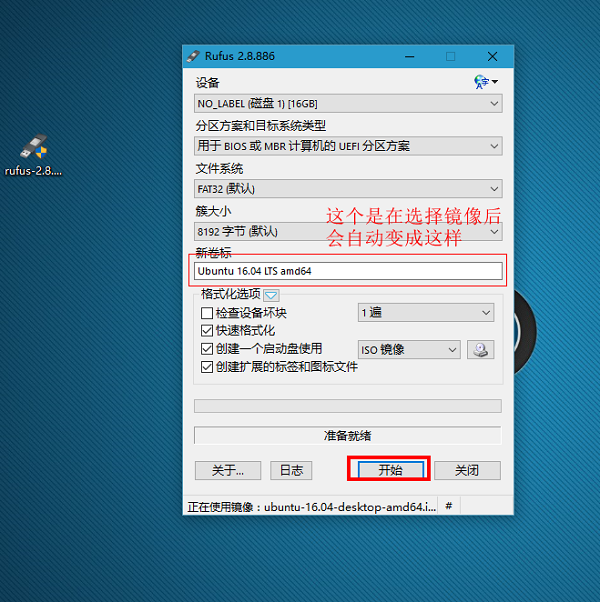 Rufus 2.8.886
设备
NO_LABEL (磁盘 1) [16GB]
分区方案和目标系统类型
用于 BIOS 或 MBR 计算机的 UEFI 分区方案
rufus-2.8....
文件系统
FAT32 (默认)
簇大小
这个是在选择镜像后
8192 字节 (默认)
会自动变成这样
新卷标
Ubuntu 16.04 LTS amd64
格式化选项
检查设备坏块 1 遍
快速格式化
创建一个启动盘使用 ISO 镜像
创建扩展的标签和图标文件
准备就绪
关于... 日志 开始 关闭
正在使用镜像：ubuntu-16.04-desktop-amd64.i... #